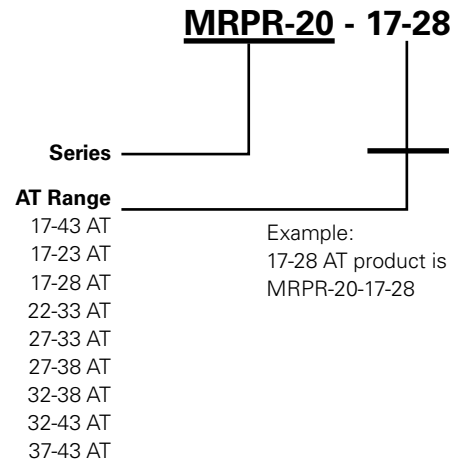 MRPR-20 - 17-28
Series
AT Range
17-43 AT
17-23 AT
17-28 AT
22-33 AT
27-33 AT
27-38 AT
32-38 AT
32-43 AT
37-43 AT
Example:
17-28 AT product is
MRPR-20-17-28